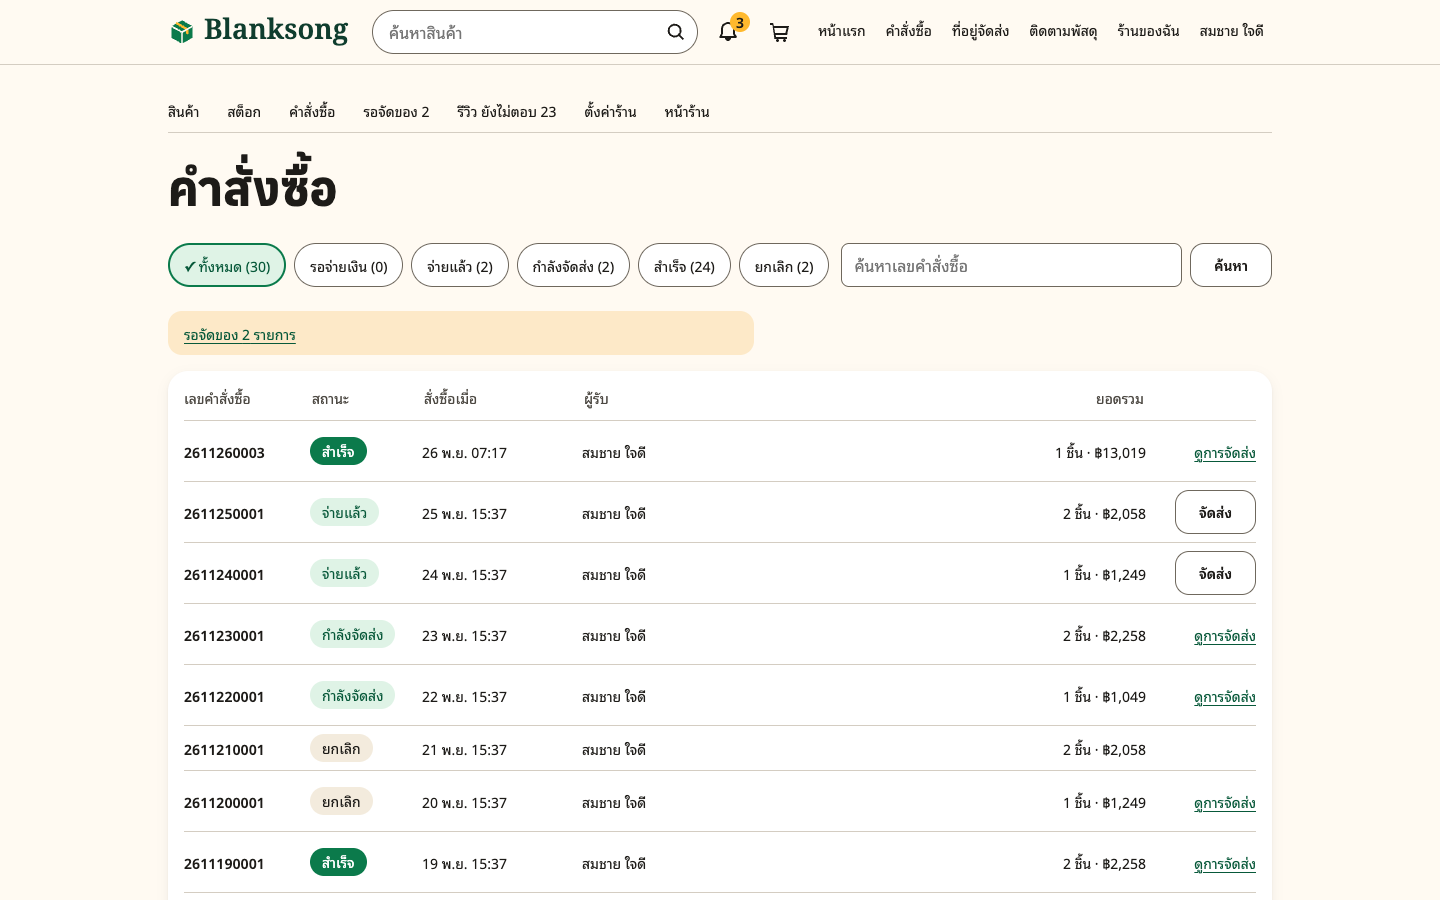 Blanksong
ค้นหาสินค้า
3
หน้าแรก คำสั่งซื้อ ที่อยู่จัดส่ง ติดตามพัสดุ ร้านของฉัน สมชาย ใจดี
สินค้า สต็อก คำสั่งซื้อ รอจัดของ 2 รีวิว ยังไม่ตอบ 23 ตั้งค่าร้าน หน้าร้าน
คำสั่งซื้อ
✓ทั้งหมด (30) รอจ่ายเงิน (0) จ่ายแล้ว (2) กำลังจัดส่ง (2) สำเร็จ (24) ยกเลิก (2) ค้นหาเลขคำสั่งซื้อ ค้นหา
รอจัดของ 2 รายการ
เลขคำสั่งซื้อ สถานะ สั่งซื้อเมื่อ ผู้รับ ยอดรวม
2611260003 สำเร็จ 26 พ.ย. 07:17 สมชาย ใจดี 1 ชิ้น · ฿13,019 ดูการจัดส่ง
2611250001 จ่ายแล้ว 25 พ.ย. 15:37 สมชาย ใจดี 2 ชิ้น · ฿2,058 จัดส่ง
2611240001 จ่ายแล้ว 24 พ.ย. 15:37 สมชาย ใจดี 1 ชิ้น · ฿1,249 จัดส่ง
2611230001 กำลังจัดส่ง 23 พ.ย. 15:37 สมชาย ใจดี 2 ชิ้น · ฿2,258 ดูการจัดส่ง
2611220001 กำลังจัดส่ง 22 พ.ย. 15:37 สมชาย ใจดี 1 ชิ้น · ฿1,049 ดูการจัดส่ง
2611210001 ยกเลิก 21 พ.ย. 15:37 สมชาย ใจดี 2 ชิ้น · ฿2,058
2611200001 ยกเลิก 20 พ.ย. 15:37 สมชาย ใจดี 1 ชิ้น · ฿1,249 ดูการจัดส่ง
2611190001 สำเร็จ 19 พ.ย. 15:37 สมชาย ใจดี 2 ชิ้น · ฿2,258 ดูการจัดส่ง